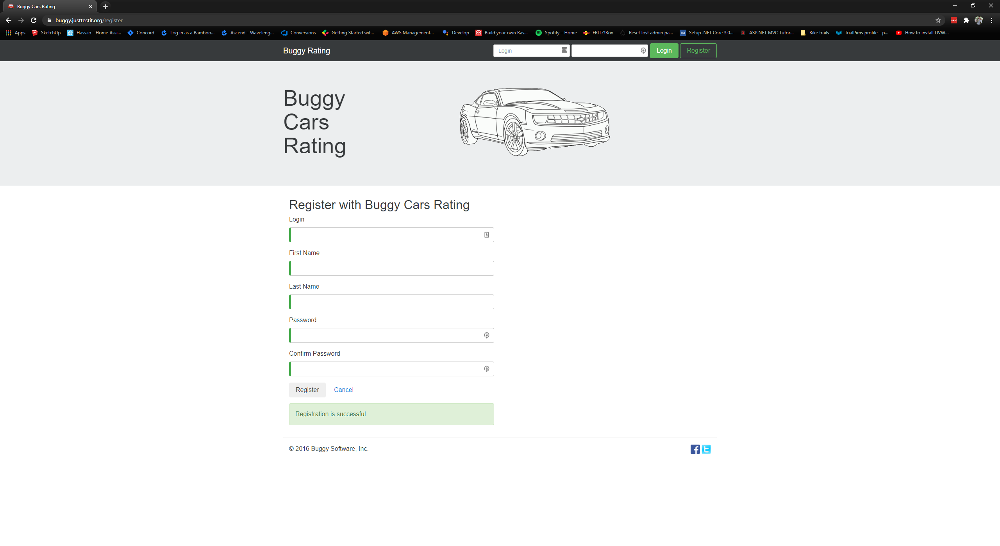 Buggy Cars Rating
buggy.justtestit.org/register
Apps SketchUp Hass.io - Home Assi... Concord Log in as a Bamboo... Ascend - Waveleng... Conversions Getting Started wit... AWS Management... Develop Build your own Ras... Spotify – Home FRITZ!Box Reset lost admin pa... Setup .NET Core 3.0... ASP.NET MVC Tutor... Bike trails TrialPims profile - p... How to install DVW...
Buggy Rating Login Login Register
Buggy
Cars
Rating
Register with Buggy Cars Rating
Login
First Name
Last Name
Password
Confirm Password
Register Cancel
Registration is successful
© 2016 Buggy Software, Inc.